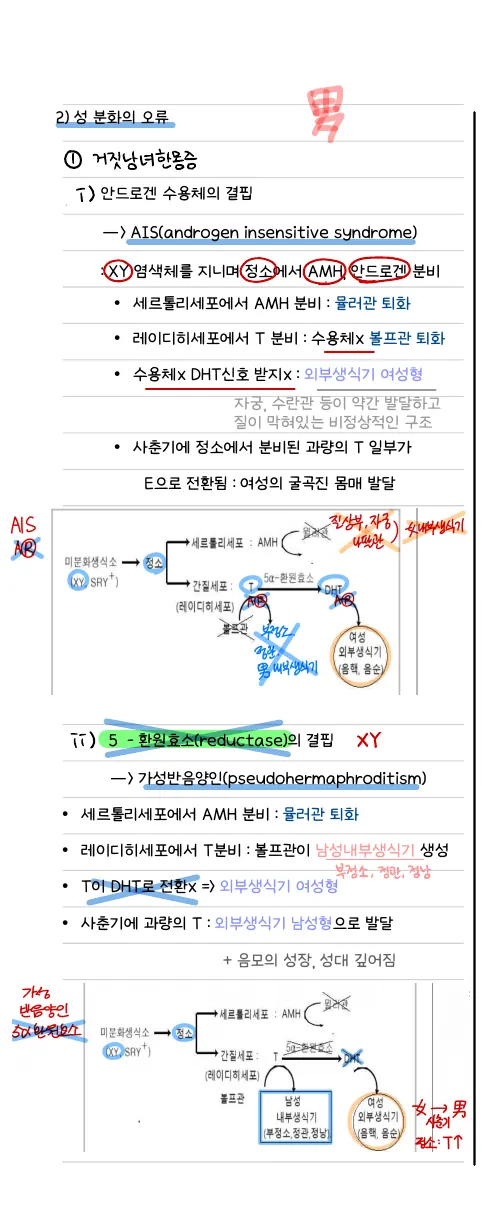 男
2) 성 분화의 오류
① 거짓남녀한몸증
ⅰ) 안드로겐 수용체의 결핍
—> AIS(androgen insensitive syndrome)
: XY 염색체를 지니며 정소에서 AMH, 안드로겐 분비
• 세르톨리세포에서 AMH 분비 : 뮬러관 퇴화
• 레이디히세포에서 T 분비 : 수용체x 볼프관 퇴화
• 수용체x DHT신호 받지x : 외부생식기 여성형
자궁, 수란관 등이 약간 발달하고
질이 막혀있는 비정상적인 구조
• 사춘기에 정소에서 분비된 과량의 T 일부가
E으로 전환됨 : 여성의 굴곡진 몸매 발달
AIS
AR
미분화생식소
(XY, SRY+)
정소
세르톨리세포 : AMH
뮐러관
질상부, 자궁
나팔관
女내부생식기
간질세포 :
(레이디히세포)
T
5α-환원효소
DHT
AR
AR
볼프관
부정소
정관,
男 내부생식기
여성
외부생식기
(음핵, 음순)
ⅱ) 5 - 환원효소(reductase)의 결핍 XY
—> 가성반음양인(pseudohermaphroditism)
• 세르톨리세포에서 AMH 분비 : 뮬러관 퇴화
• 레이디히세포에서 T분비 : 볼프관이 남성내부생식기 생성
부정소, 정관, 정낭
• T이 DHT로 전환x => 외부생식기 여성형
• 사춘기에 과량의 T : 외부생식기 남성형으로 발달
+ 음모의 성장, 성대 깊어짐
가성
반음양인
5α환원효소
미분화생식소
(XY, SRY+)
정소
세르톨리세포 : AMH
뮐러관
간질세포 :
(레이디히세포)
T
5α-환원효소
DHT
볼프관
남성
내부생식기
(부정소,정관,정낭)
여성
외부생식기
(음핵, 음순)
女 → 男
사춘기
정소 : T↑